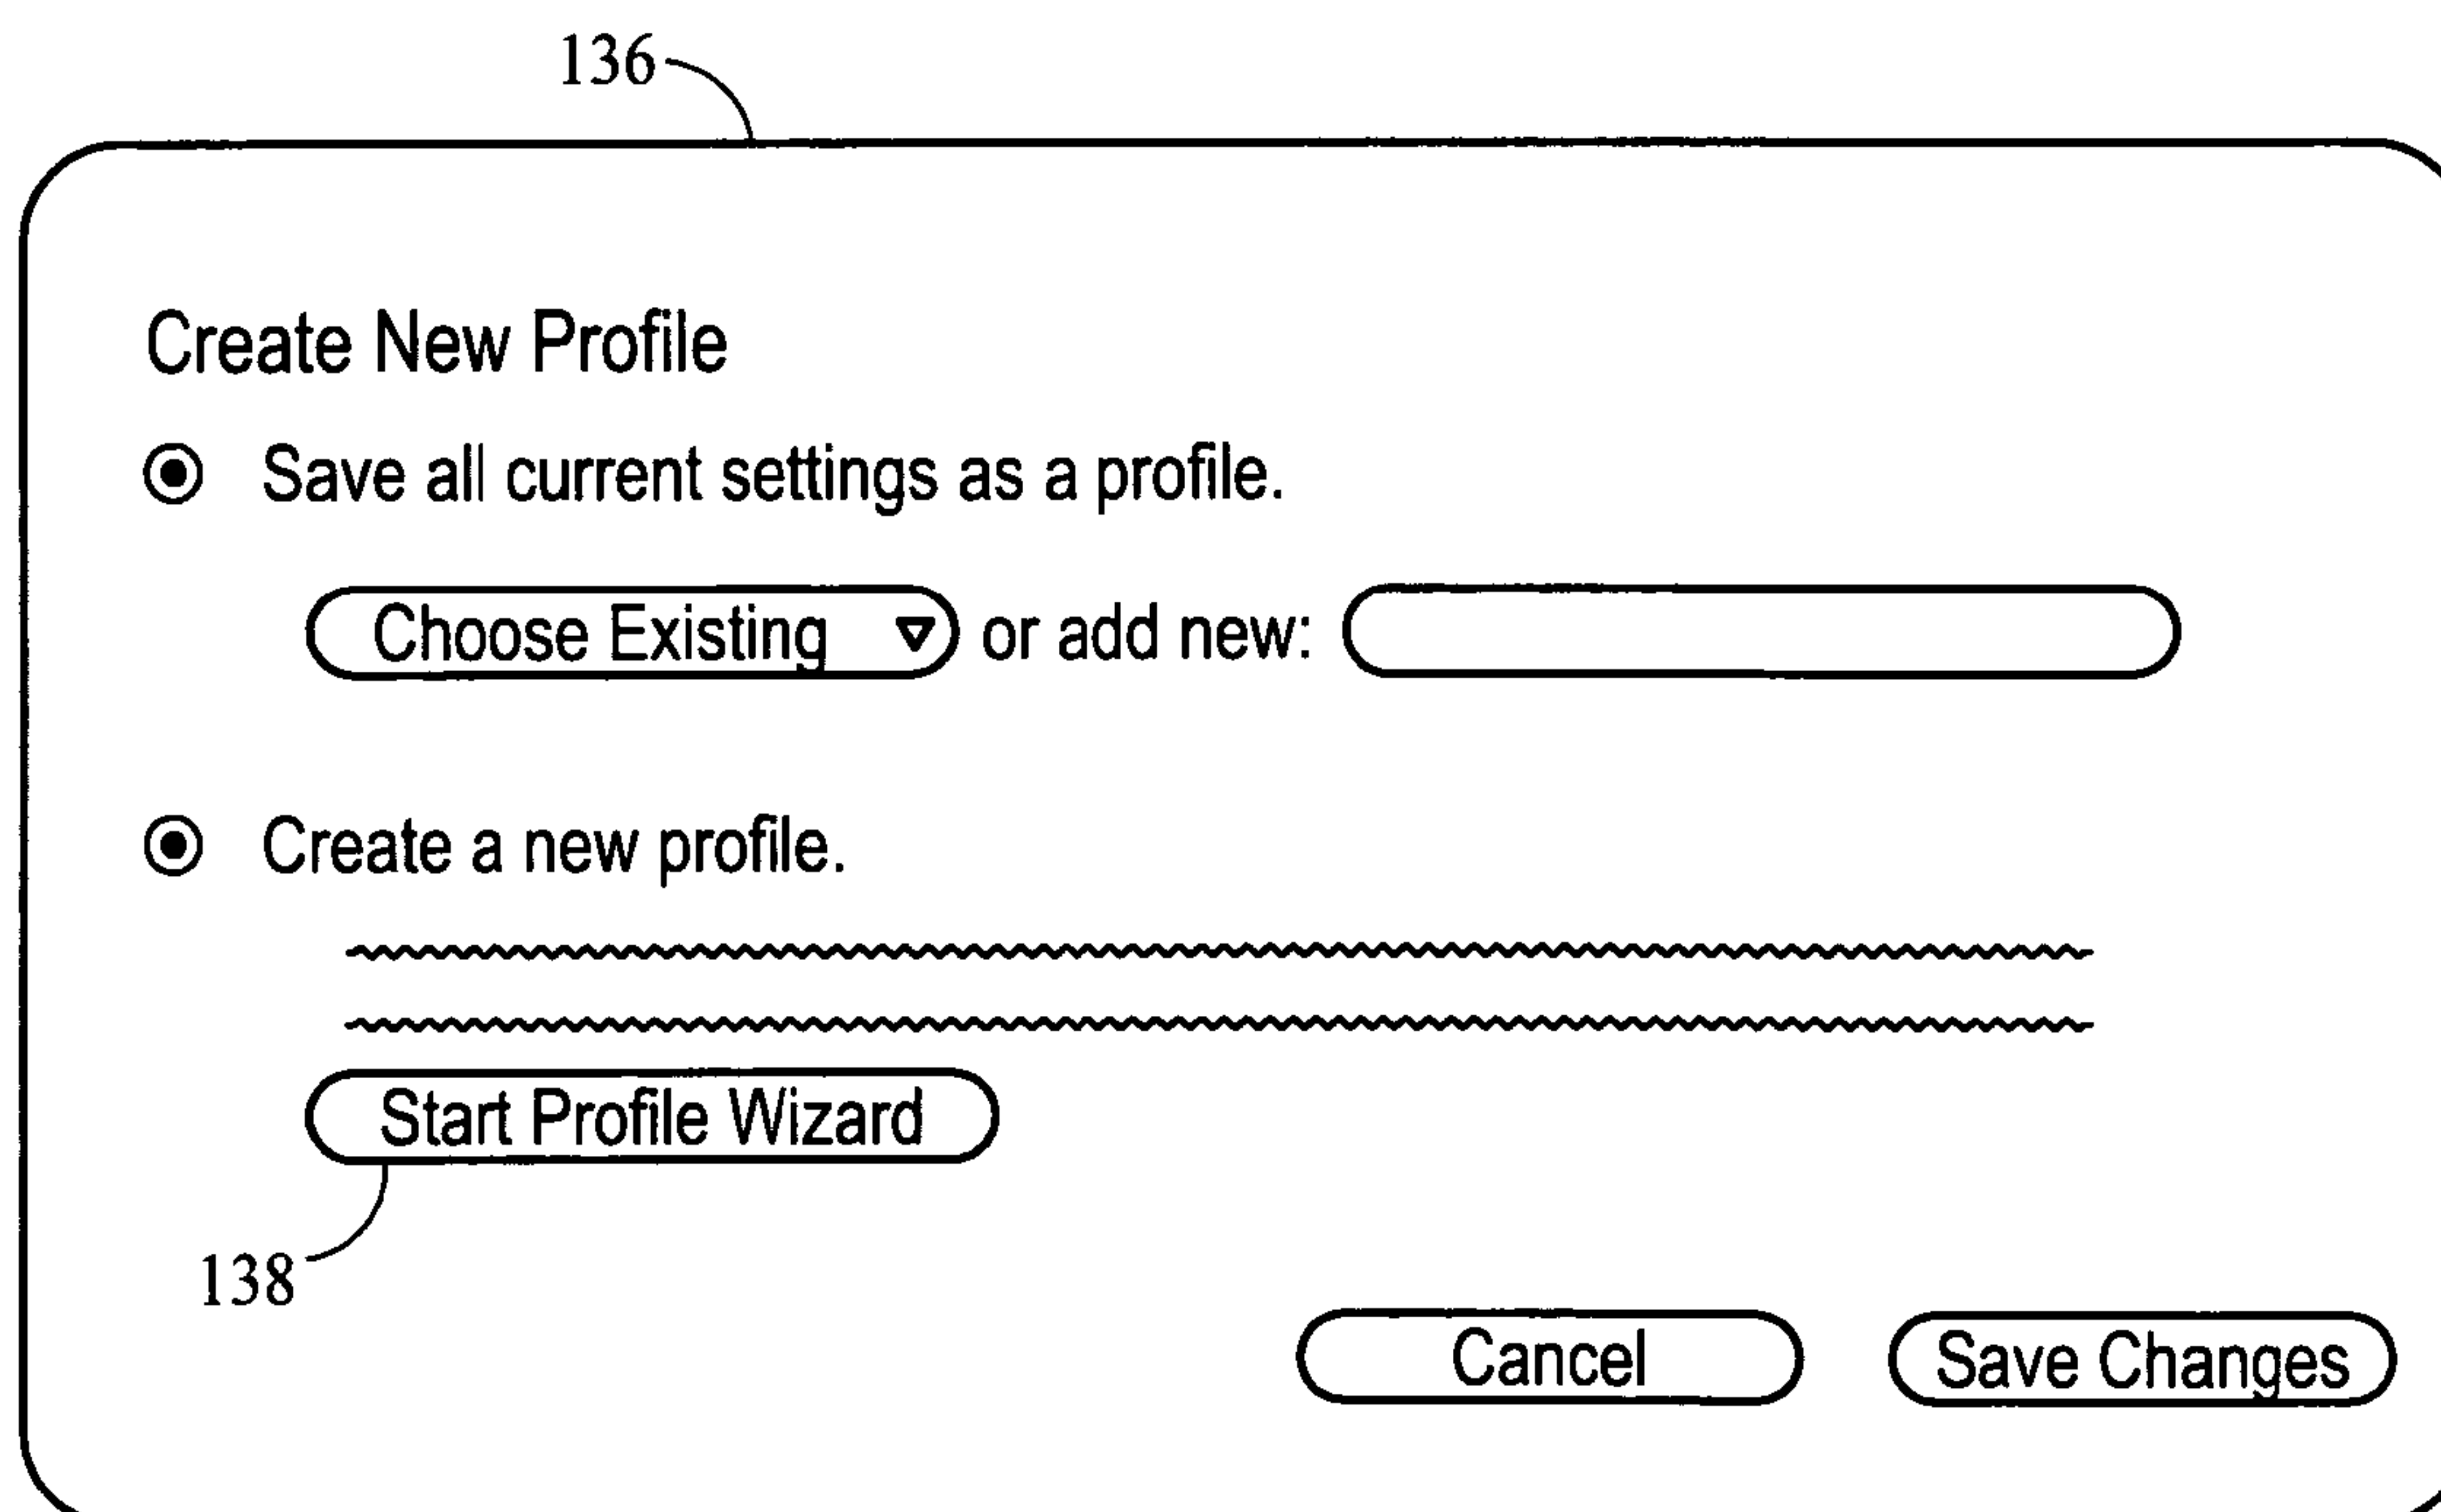 136
Create New Profile
Save all current settings as a profile.
Choose Existing or add new:
Create a new profile.
Start Profile Wizard
138
Cancel Save Changes